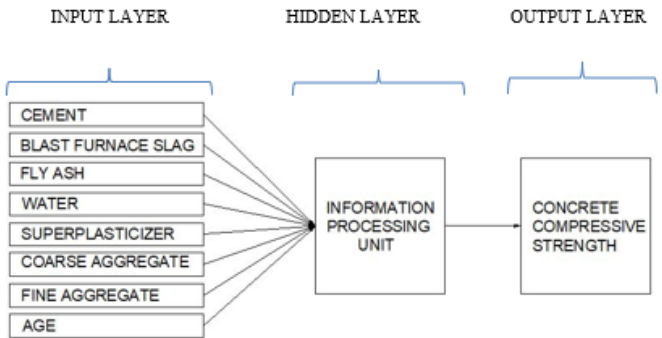 INPUT LAYER
HIDDEN LAYER
OUTPUT LAYER
CEMENT
BLAST FURNACE SLAG
FLY ASH
WATER
SUPERPLASTICIZER
COARSE AGGREGATE
FINE AGGREGATE
AGE
INFORMATION
PROCESSING
UNIT
CONCRETE
COMPRESSIVE
STRENGTH